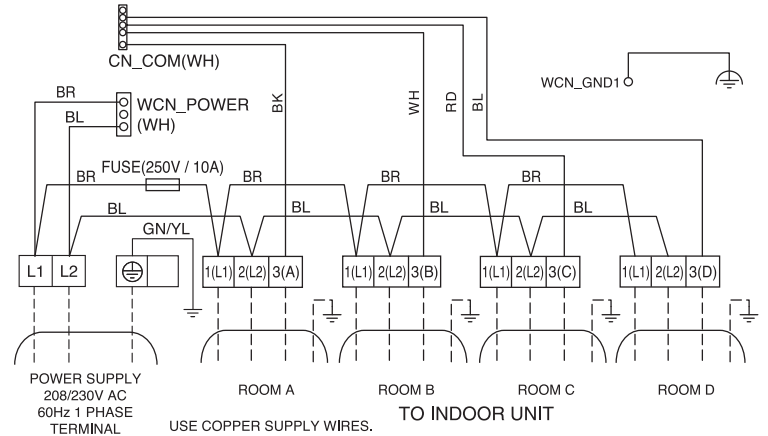 CN_COM(WH)
WCN_GND1
BR
WCN_POWER
(WH)
BL
BK
WH
RD
BL
FUSE(250V / 10A)
BR
BR
BR
BR
BL
BL
BL
BL
GN/YL
L1 L2
1(L1) 2(L2) 3(A)
1(L1) 2(L2) 3(B)
1(L1) 2(L2) 3(C)
1(L1) 2(L2) 3(D)
POWER SUPPLY
208/230V AC
60Hz 1 PHASE
TERMINAL
ROOM A
ROOM B
ROOM C
ROOM D
USE COPPER SUPPLY WIRES.
TO INDOOR UNIT